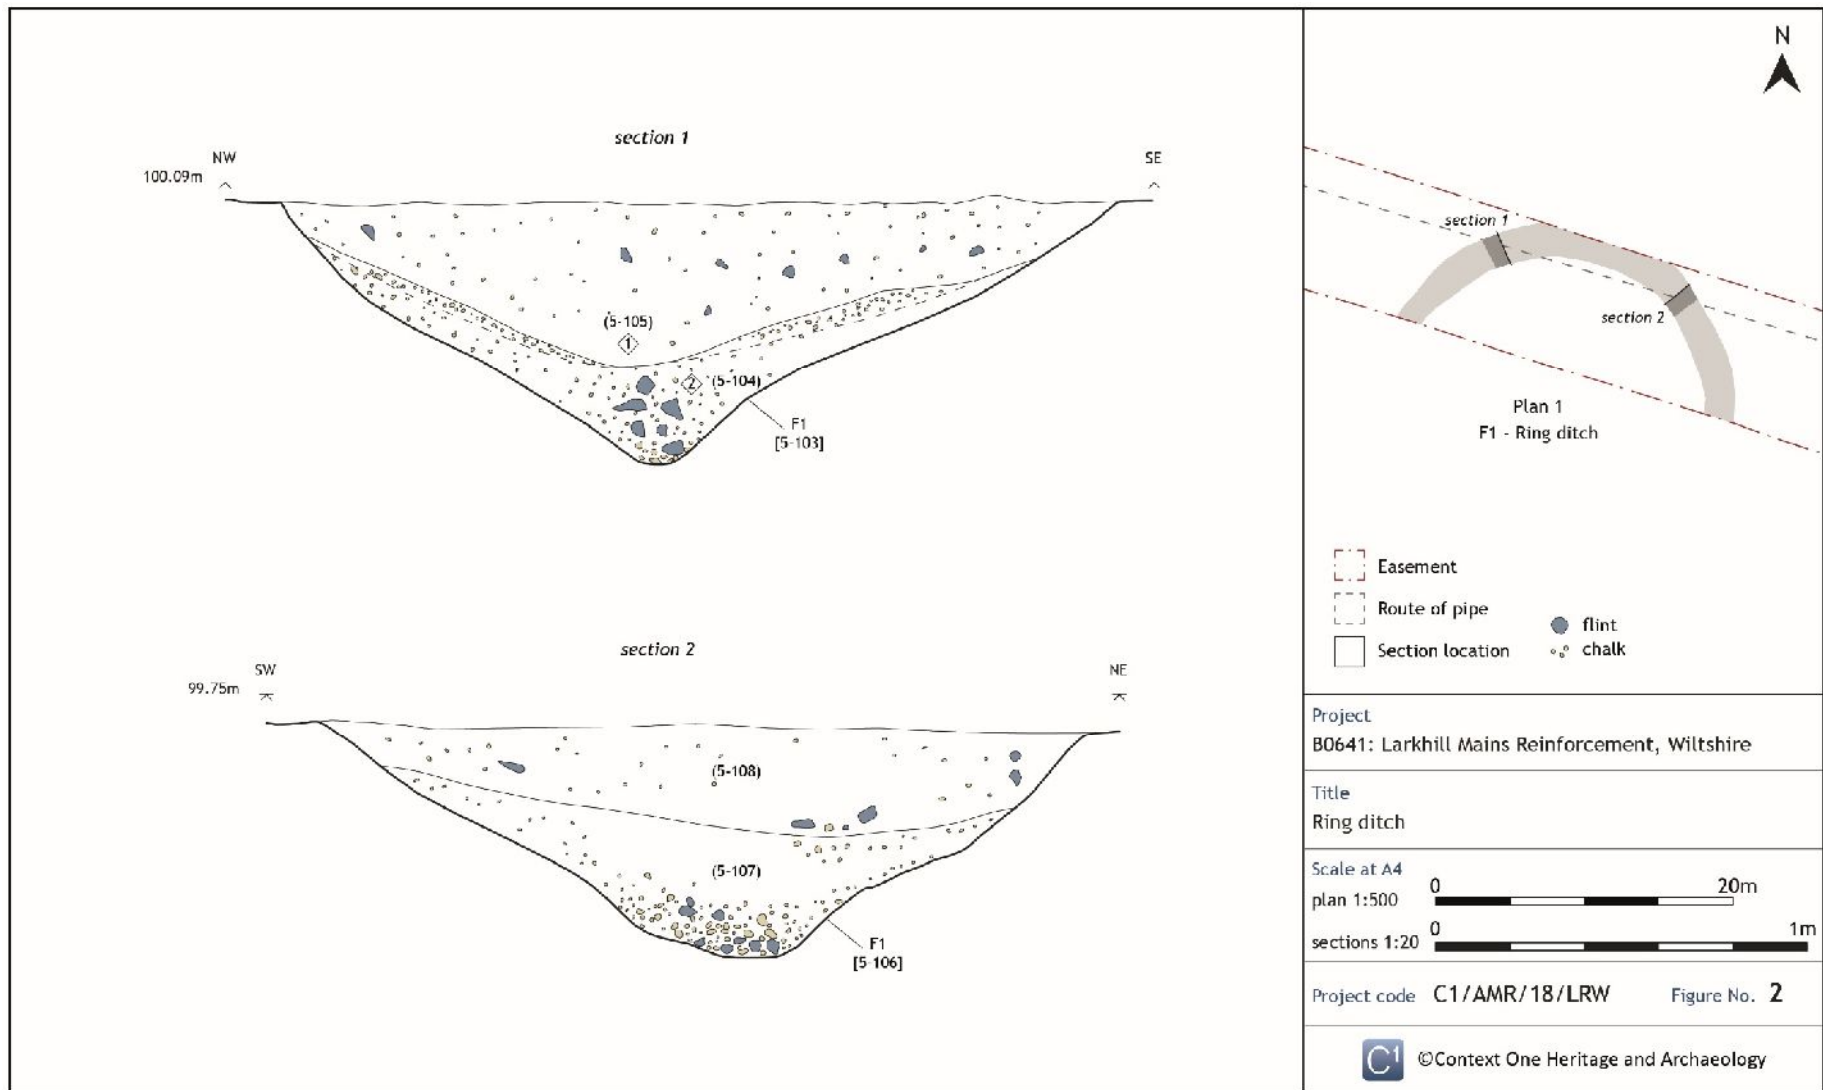 section 1
NW
SE
100.09m
(5-105)
1
2
(5-104)
F1
[5-103]
section 2
SW
NE
99.75m
(5-108)
(5-107)
F1
[5-106]
N
section 1
section 2
Plan 1
F1 - Ring ditch
Easement
Route of pipe
Section location
flint
chalk
Project
B0641: Larkhill Mains Reinforcement, Wiltshire
Title
Ring ditch
Scale at A4
plan 1:500
0 20m
sections 1:20
0 1m
Project code C1/AMR/18/LRW Figure No. 2
C1 ©Context One Heritage and Archaeology